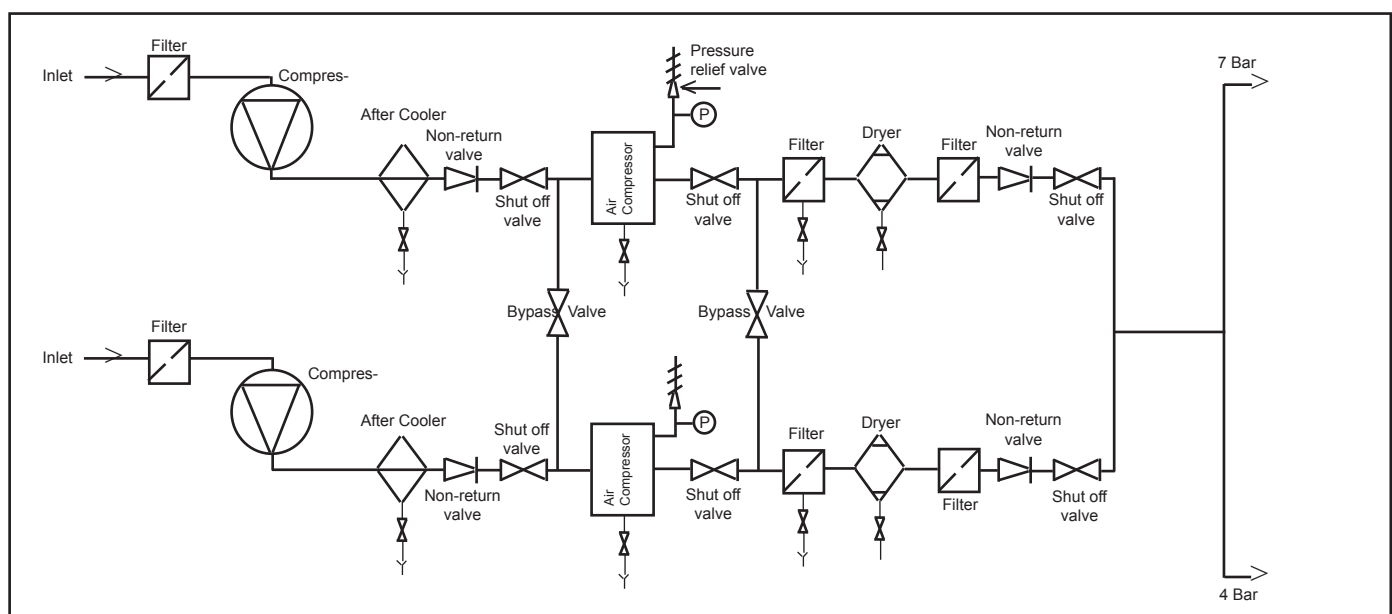 Filter
Inlet
Compres-
After Cooler
Non-return
valve
Shut off
valve
Air
Compressor
Pressure
relief valve
P
Shut off
valve
Filter
Dryer
Filter
Non-return
valve
Shut off
valve
7 Bar
Bypass Valve
Bypass Valve
Filter
Inlet
Compres-
After Cooler
Non-return
valve
Shut off
valve
Air
Compressor
P
Shut off
valve
Filter
Dryer
Filter
Non-return
valve
Shut off
valve
4 Bar